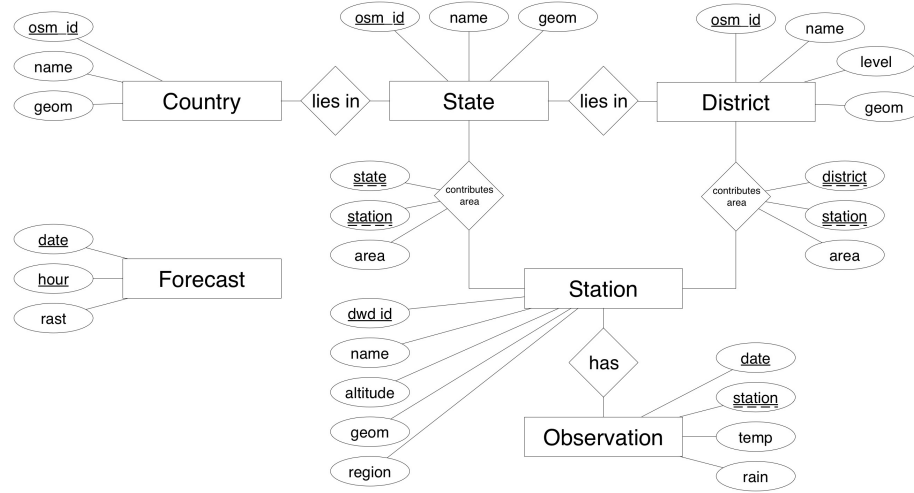 osm_id
name
geom
Country
lies in
osm_id
name
geom
State
lies in
osm_id
name
level
geom
District
state
station
area
contributes
area
district
station
area
contributes
area
date
hour
rast
Forecast
Station
dwd id
name
altitude
geom
region
has
Observation
date
station
temp
rain